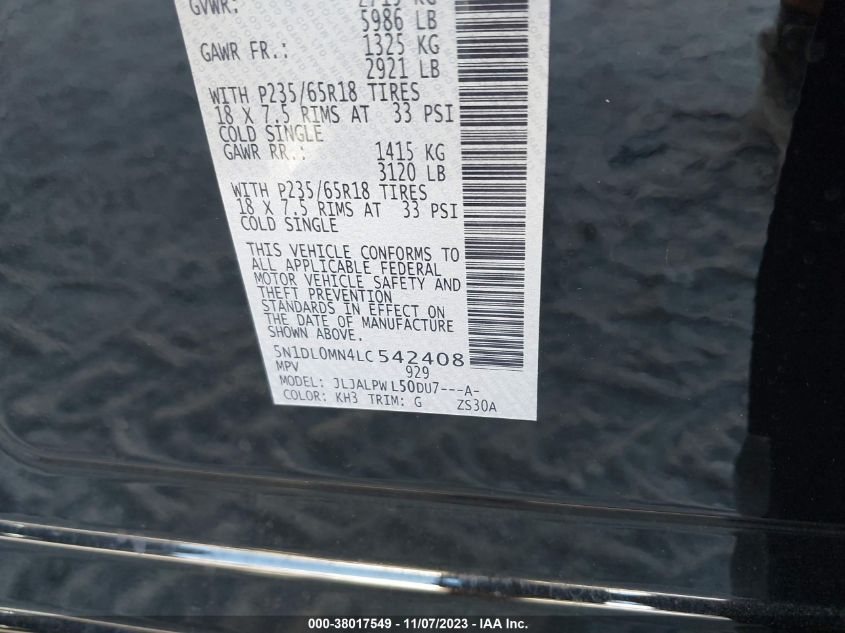 GVWR: 2715 KG
5986 LB
GAWR FR.: 1325 KG
2921 LB
WITH P235/65R18 TIRES
18 X 7.5 RIMS AT 33 PSI
COLD SINGLE
GAWR RR.: 1415 KG
3120 LB
WITH P235/65R18 TIRES
18 X 7.5 RIMS AT 33 PSI
COLD SINGLE
THIS VEHICLE CONFORMS TO
ALL APPLICABLE FEDERAL
MOTOR VEHICLE SAFETY AND
THEFT PREVENTION
STANDARDS IN EFFECT ON
THE DATE OF MANUFACTURE
SHOWN ABOVE.
5N1DL0MN4LC542408
MPV 929
MODEL: JLJALPWL50DU7---A-
COLOR: KH3 TRIM: G ZS30A
000-38017549 - 11/07/2023 - IAA Inc.